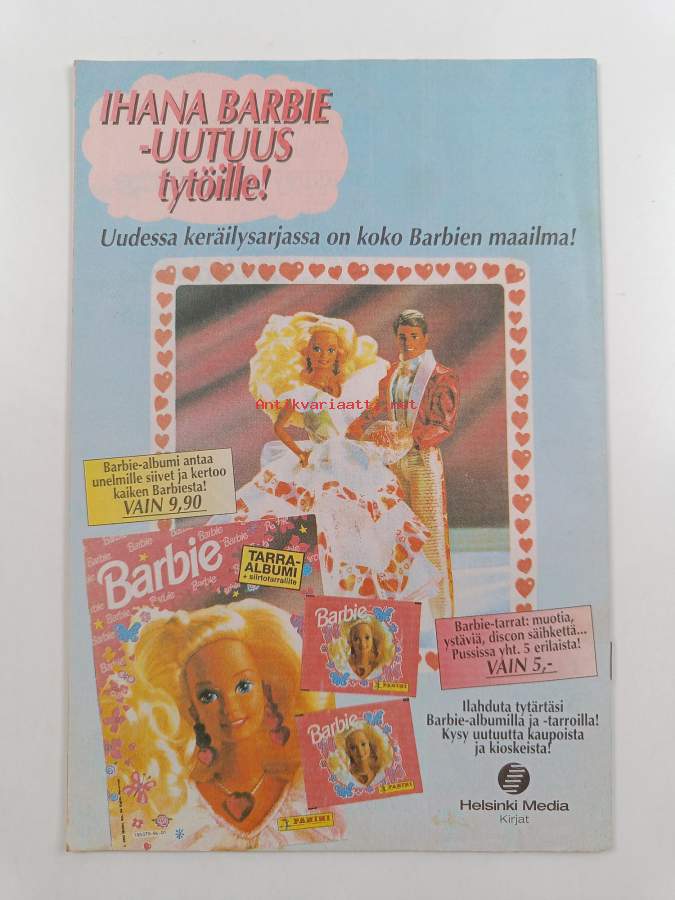 IHANA BARBIE
-UUTUUS
tytöille!
Uudessa keräilysarjassa on koko Barbien maailma!
Antikvariaatti.net
Barbie-albumi antaa
unelmille siivet ja kertoo
kaiken Barbiesta!
VAIN 9,90
Barbie
TARRA-
ALBUMI
+ siirtotarraliite
Barbie
PANINI
Barbie
PANINI
PANINI
Barbie-tarrat: muotia,
ystäviä, discon säihkettä...
Pussissa yht. 5 erilaista!
VAIN 5,-
Ilahduta tytärtäsi
Barbie-albumilla ja -tarroilla!
Kysy uutuutta kaupoista
ja kioskeista!
Helsinki Media
Kirjat